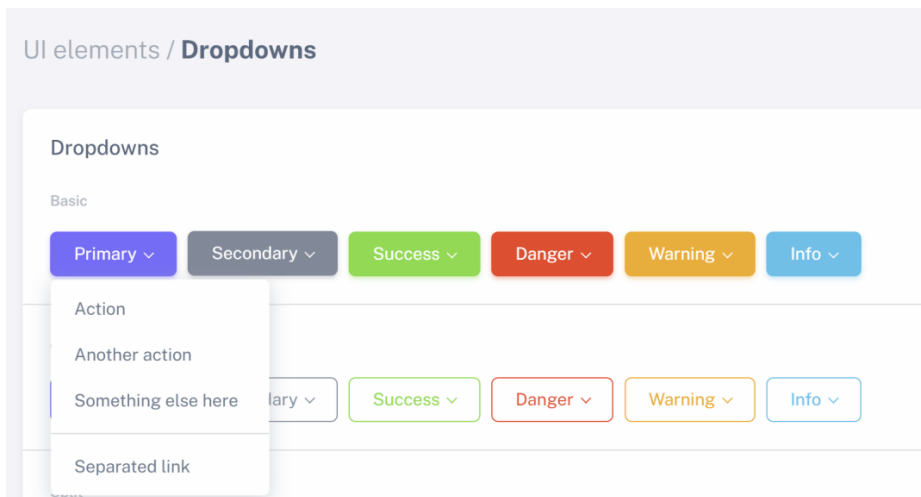 UI elements / Dropdowns
Dropdowns
Basic
Primary Secondary Success Danger Warning Info
Action
Another action
Something else here
Separated link
dary Success Danger Warning Info